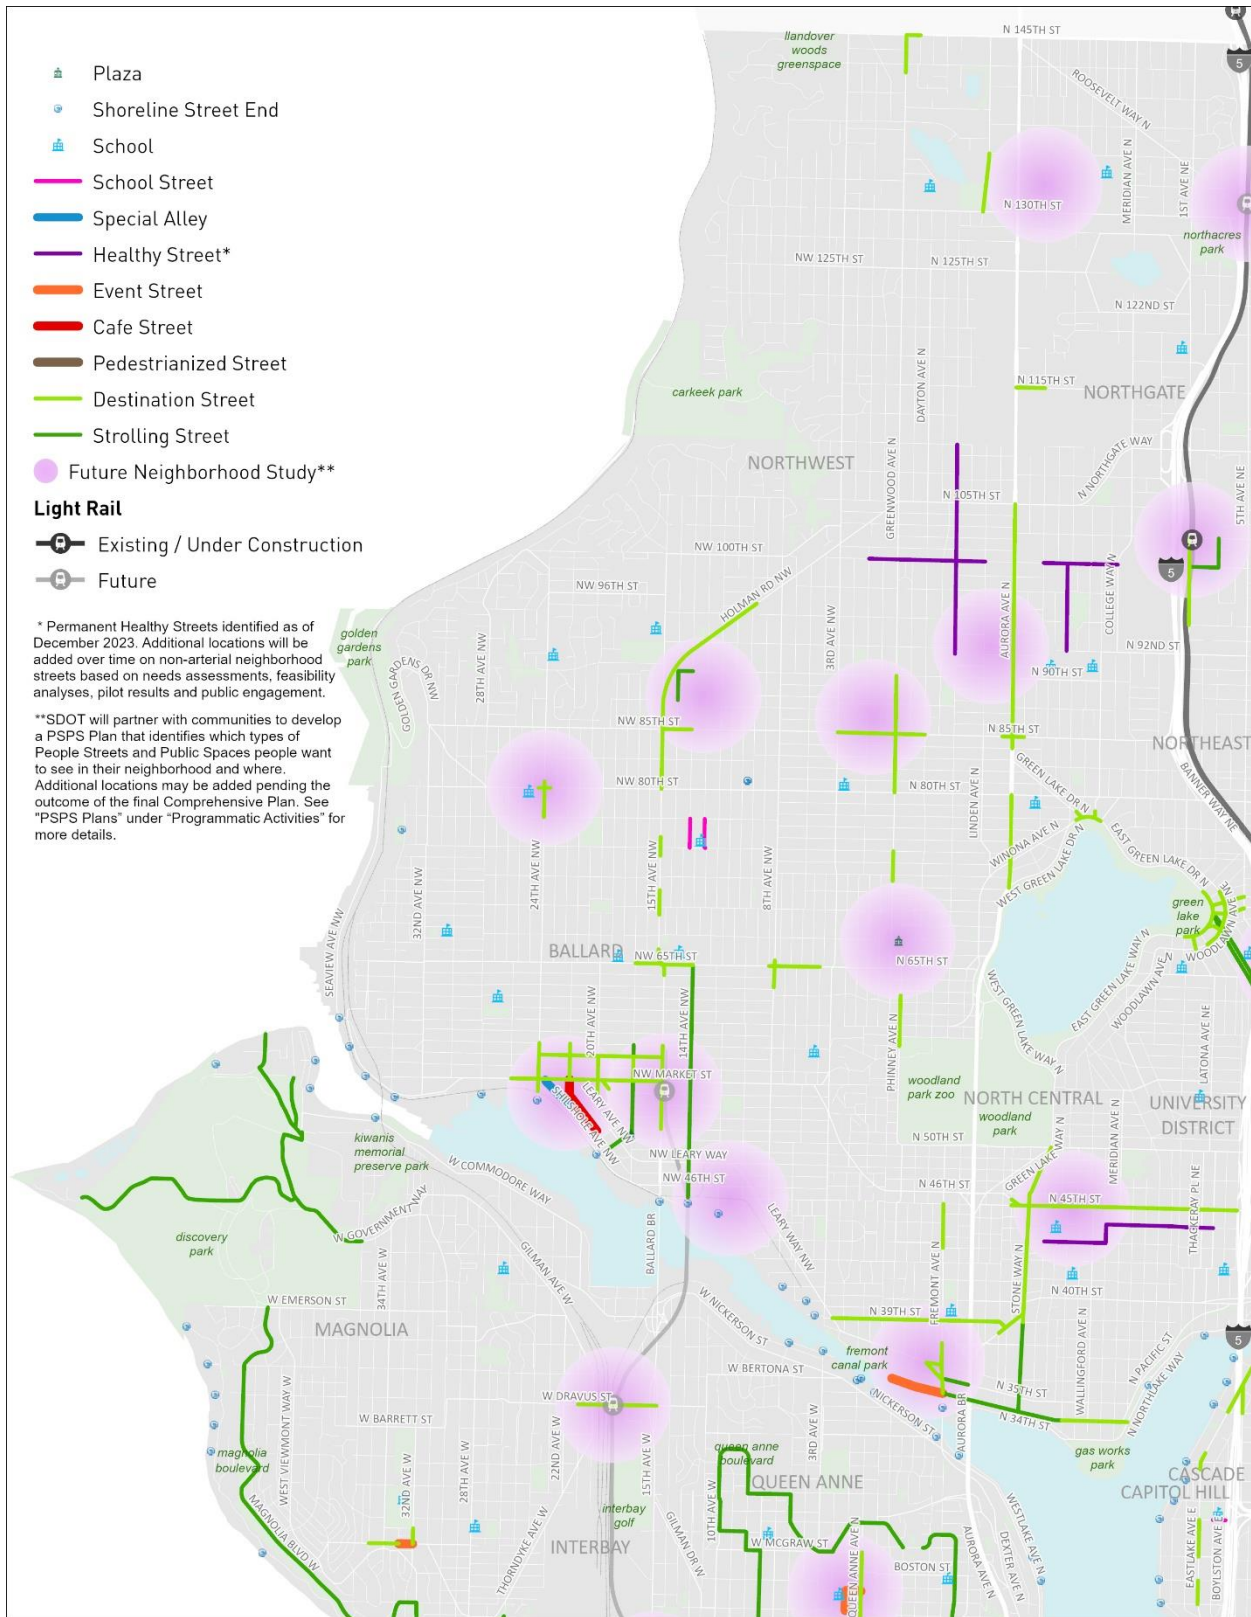 Plaza
Shoreline Street End
School
School Street
Special Alley
Healthy Street*
Event Street
Cafe Street
Pedestrianized Street
Destination Street
Strolling Street
Future Neighborhood Study**
Light Rail
Existing / Under Construction
Future
* Permanent Healthy Streets identified as of
December 2023. Additional locations will be
added over time on non-arterial neighborhood
streets based on needs assessments, feasibility
analyses, pilot results and public engagement.
**SDOT will partner with communities to develop
a PSPS Plan that identifies which types of
People Streets and Public Spaces people want
to see in their neighborhood and where.
Additional locations may be added pending the
outcome of the final Comprehensive Plan. See
"PSPS Plans" under “Programmatic Activities” for
more details.
llandover
woods
greenspace
N 145TH ST
5
ROOSEVELT WAY N
MERIDIAN AVE N
1ST AVE NE
N 130TH ST
northacres
park
NW 125TH ST
N 125TH ST
N 122ND ST
carkeek park
DAYTON AVE N
N 115TH ST
NORTHGATE
N NORTHGATE WAY
NORTHWEST
GREENWOOD AVE N
N 105TH ST
5TH AVE NE
NW 100TH ST
5
NW 96TH ST
HOLMAN RD NW
3RD AVE NW
AURORA AVE N
COLLEGE WAY N
N 92ND ST
golden
gardens
park
GOLDEN GARDENS DR NW
28TH AVE NW
N 90TH ST
NW 85TH ST
N 85TH ST
NORTHEAST
GREEN LAKE DR N
BANNER WAY NE
NW 80TH ST
N 80TH ST
LINDEN AVE N
WINONA AVE N
WEST GREEN LAKE DR N
EAST GREEN LAKE DR N
32ND AVE NW
24TH AVE NW
15TH AVE NW
8TH AVE NW
green
lake
park
WOODLAWN AVE NE
SEAVIEW AVE NW
BALLARD
NW 65TH ST
N 65TH ST
WEST GREEN LAKE WAY N
EAST GREEN LAKE WAY N
WOODLAWN AVE N
20TH AVE NW
14TH AVE NW
PHINNEY AVE N
LATONA AVE NE
NW MARKET ST
LEARY AVE NW
SHILSHOLE AVE NW
woodland
park zoo
NORTH CENTRAL
woodland
park
UNIVERSITY
DISTRICT
kiwanis
memorial
preserve park
N 50TH ST
GREEN LAKE WAY N
MERIDIAN AVE N
W COMMODORE WAY
NW LEARY WAY
NW 46TH ST
N 46TH ST
N 45TH ST
THACKERAY PL NE
discovery
park
W GOVERNMENT WAY
34TH AVE W
GILMAN AVE W
BALLARD BR
LEARY WAY NW
FREMONT AVE N
STONE WAY N
N 40TH ST
W EMERSON ST
MAGNOLIA
W NICKERSON ST
N 39TH ST
WALLINGFORD AVE N
N PACIFIC ST
N NORTHLAKE WAY
5
fremont
canal park
W BERTONA ST
W DRAVUS ST
NICKERSON ST
N 35TH ST
N 34TH ST
AURORA BR
WEST VIEWMONT WAY W
W BARRETT ST
22ND AVE W
15TH AVE W
3RD AVE W
magnolia
boulevard
queen anne
boulevard
QUEEN ANNE
gas works
park
CASCADE
CAPITOL HILL
MAGNOLIA BLVD W
32ND AVE W
28TH AVE W
THORNDYKE AVE W
interbay
golf
INTERBAY
GILMAN DR W
10TH AVE W
W MCGRAW ST
QUEEN ANNE AVE N
BOSTON ST
AURORA AVE N
DEXTER AVE N
WESTLAKE AVE N
EASTLAKE AVE E
BOYLSTON AVE E